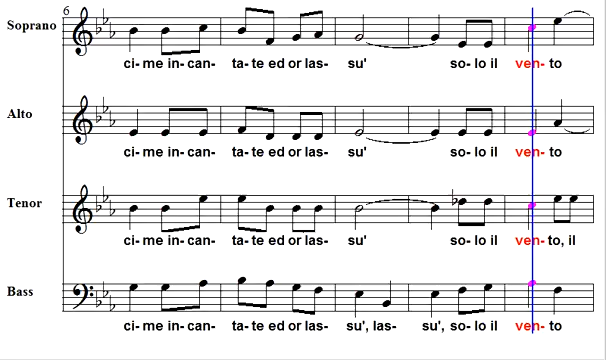 6
Soprano
ci- me in- can- ta- te ed or las- su' so- lo il ven- to
Alto
ci- me in- can- ta- te ed or las- su' so- lo il ven- to
Tenor
ci- me in- can- ta- te ed or las- su' so- lo il ven- to, il
Bass
ci- me in- can- ta- te ed or las- su', las- su', so- lo il ven- to